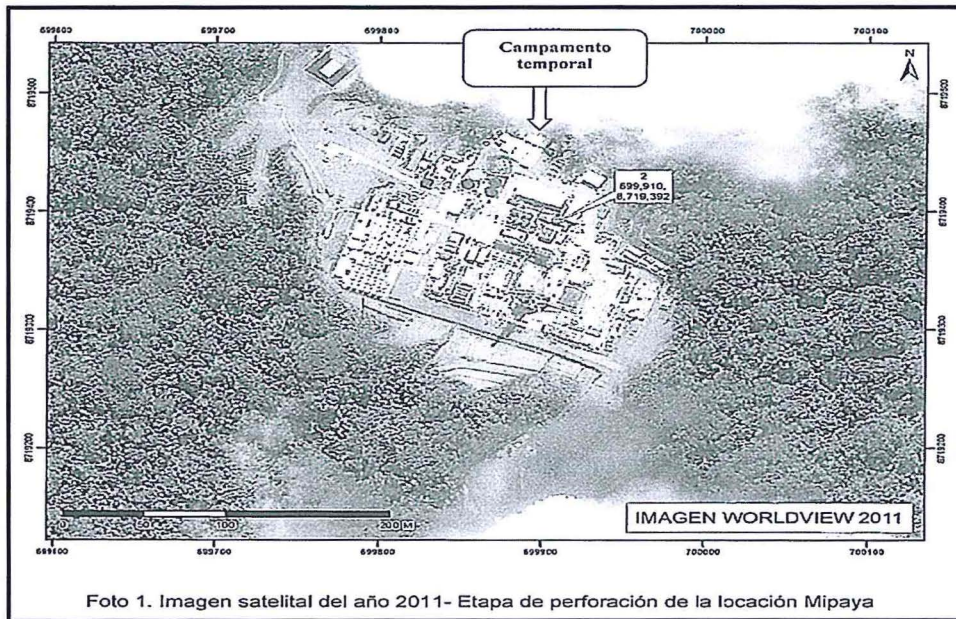 699600 699700 699800 700000 700100
Campamento
temporal
N
8719500 8719500
2
699,910,
8,719,392
8719400 8719400
8719300 8719300
8719200 8719200
0 50 100 200 M
IMAGEN WORLDVIEW 2011
699600 699700 699800 699900 700000 700100
Foto 1. Imagen satelital del año 2011- Etapa de perforación de la locación Mipaya